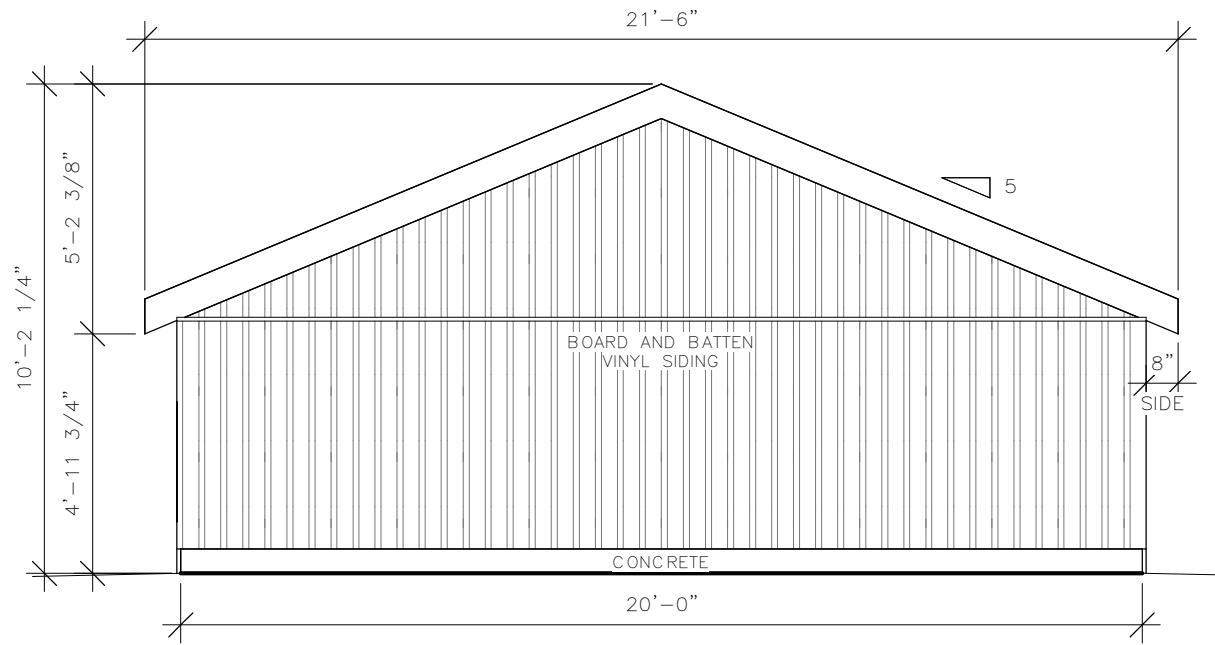 21'-6"
5
5'-2 3/8"
10'-2 1/4"
BOARD AND BATTEN
VINYL SIDING
8"
SIDE
4'-11 3/4"
CONCRETE
20'-0"